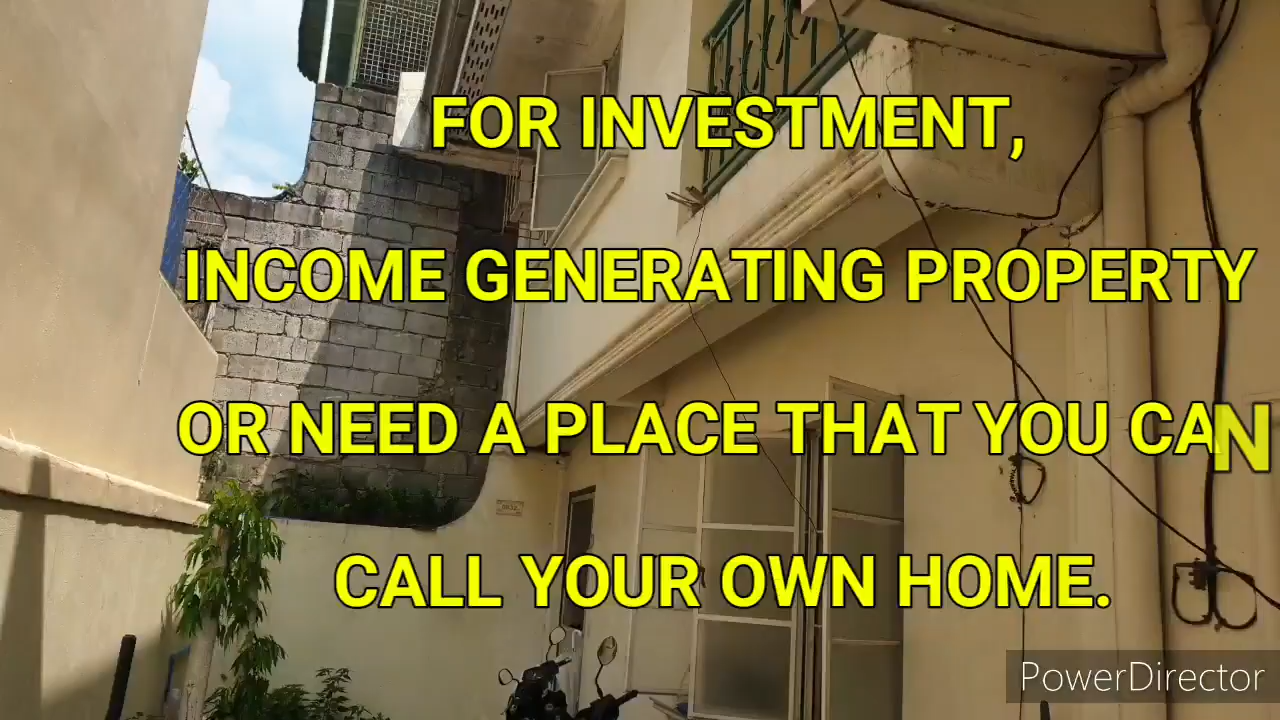 FOR INVESTMENT,
INCOME GENERATING PROPERTY
OR NEED A PLACE THAT YOU CAN
CALL YOUR OWN HOME.
PowerDirector